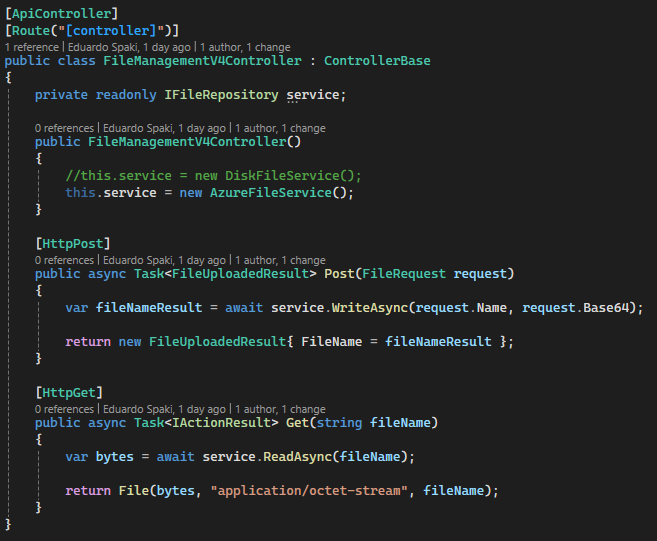 [ApiController]
[Route("[controller]")]
1 reference | Eduardo Spaki, 1 day ago | 1 author, 1 change
public class FileManagementV4Controller : ControllerBase
{
private readonly IFileRepository service;
0 references | Eduardo Spaki, 1 day ago | 1 author, 1 change
public FileManagementV4Controller()
{
//this.service = new DiskFileService();
this.service = new AzureFileService();
}
[HttpPost]
0 references | Eduardo Spaki, 1 day ago | 1 author, 1 change
public async Task<FileUploadedResult> Post(FileRequest request)
{
var fileNameResult = await service.WriteAsync(request.Name, request.Base64);
return new FileUploadedResult{ FileName = fileNameResult };
}
[HttpGet]
0 references | Eduardo Spaki, 1 day ago | 1 author, 1 change
public async Task<IActionResult> Get(string fileName)
{
var bytes = await service.ReadAsync(fileName);
return File(bytes, "application/octet-stream", fileName);
}
}